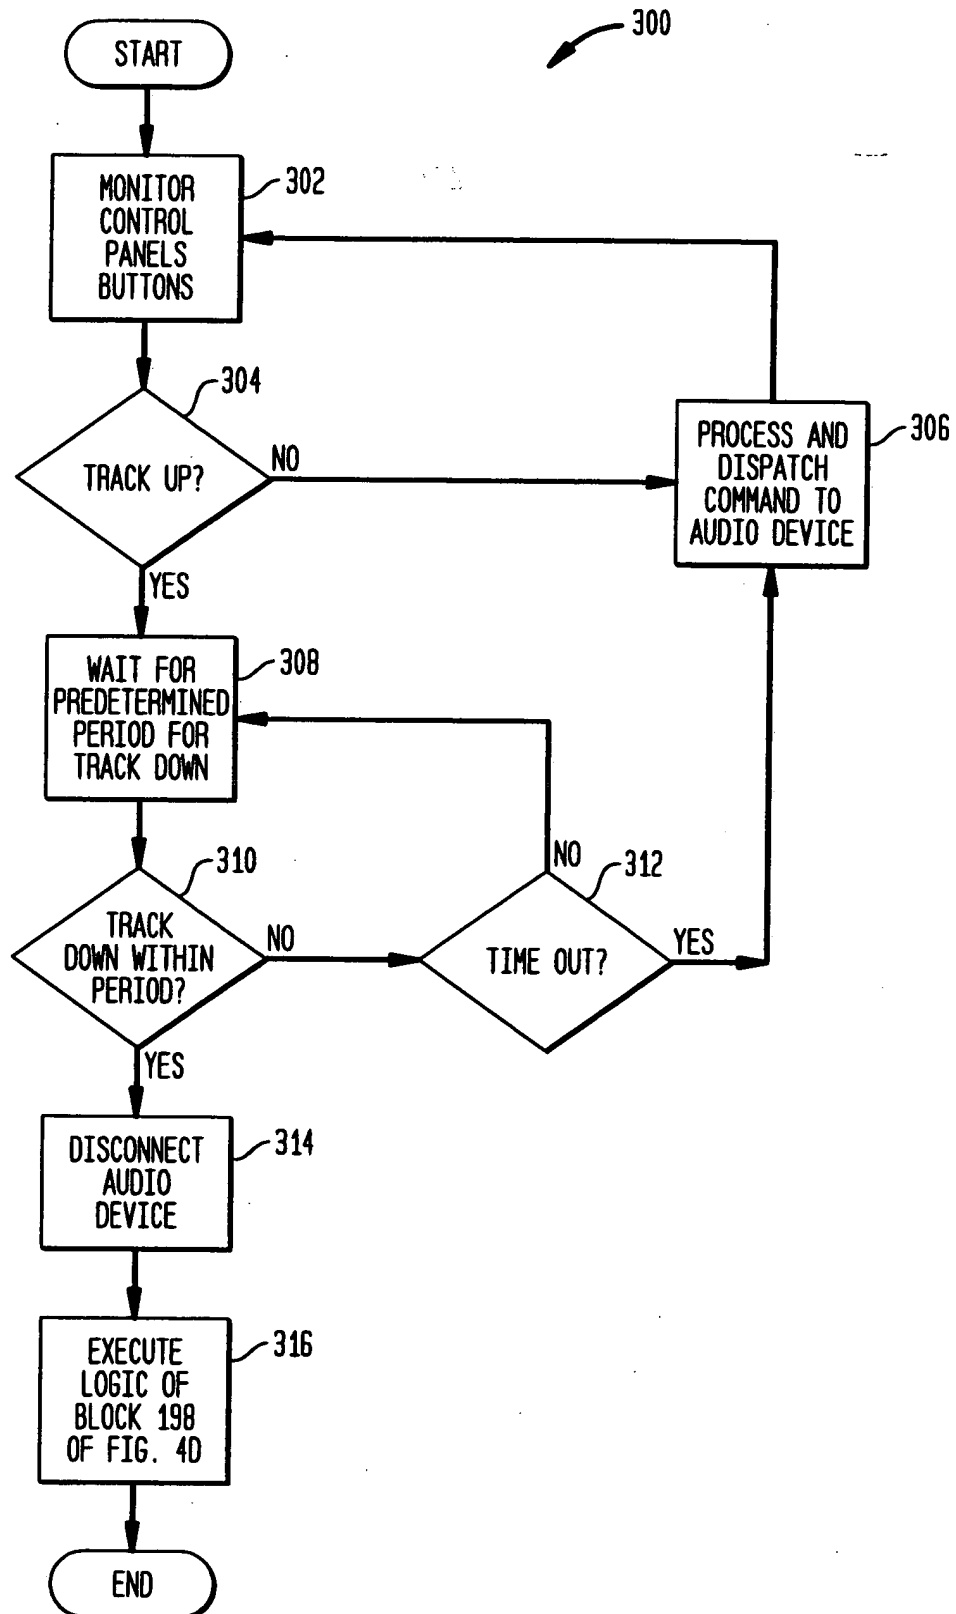 300
START
302
MONITOR
CONTROL
PANELS
BUTTONS
304
TRACK UP?
NO
306
PROCESS AND
DISPATCH
COMMAND TO
AUDIO DEVICE
YES
308
WAIT FOR
PREDETERMINED
PERIOD FOR
TRACK DOWN
310
TRACK
DOWN WITHIN
PERIOD?
NO
312
NO
TIME OUT?
YES
YES
314
DISCONNECT
AUDIO
DEVICE
316
EXECUTE
LOGIC OF
BLOCK 198
OF FIG. 4D
END